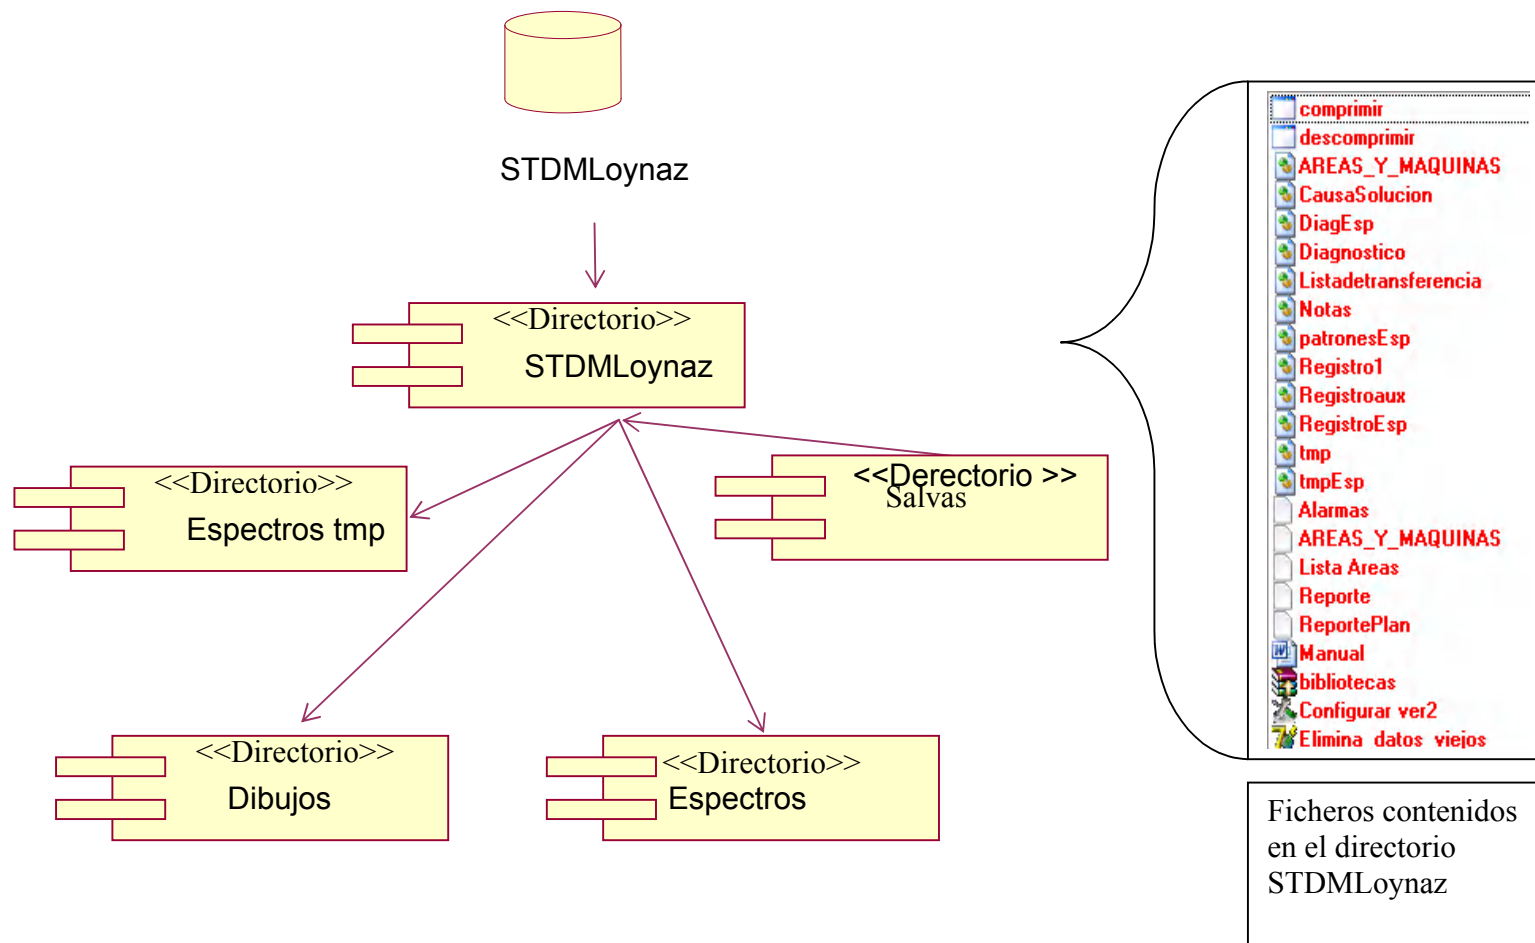 STDMLoynaz
<<Directorio>>
STDMLoynaz
<<Directorio>>
Espectros tmp
<<Derectorio >>
Salvas
<<Directorio>>
Dibujos
<<Directorio>>
Espectros
comprimir
descomprimir
AREAS_Y_MAQUINAS
CausaSolucion
DiagEsp
Diagnostico
Listadetransferencia
Notas
patronesEsp
Registro1
Registroaux
RegistroEsp
tmp
tmpEsp
Alarmas
AREAS_Y_MAQUINAS
Lista Areas
Reporte
ReportePlan
Manual
bibliotecas
Configurar ver2
Elimina datos viejos
Ficheros contenidos
en el directorio
STDMLoynaz